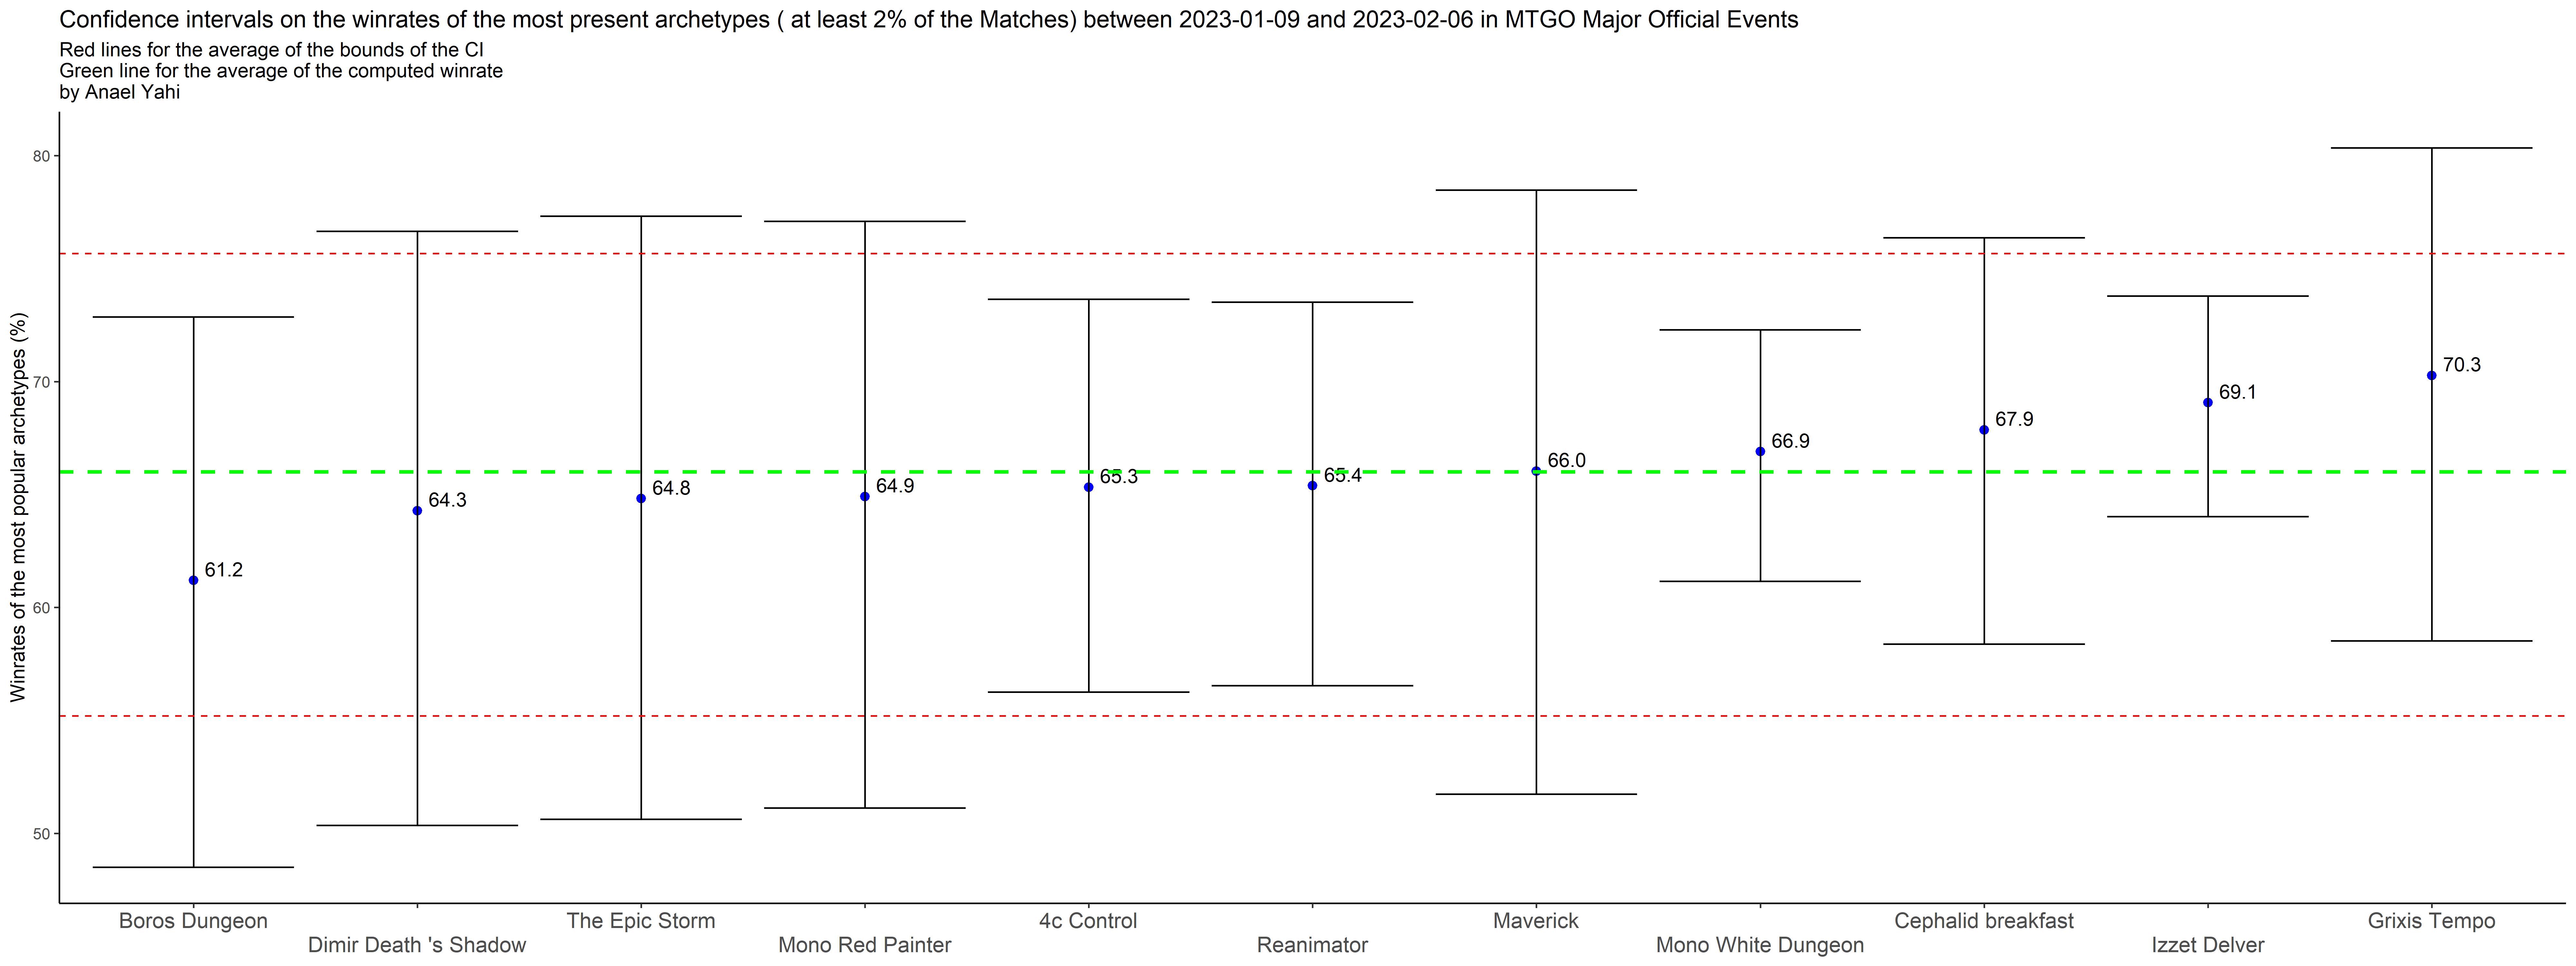 Confidence intervals on the winrates of the most present archetypes ( at least 2% of the Matches) between 2023-01-09 and 2023-02-06 in MTGO Major Official Events
Red lines for the average of the bounds of the CI
Green line for the average of the computed winrate
by Anael Yahi
Winrates of the most popular archetypes (%)
80
70
60
50
61.2
64.3
64.8
64.9
65.3
65.4
66.0
66.9
67.9
69.1
70.3
Boros Dungeon
Dimir Death 's Shadow
The Epic Storm
Mono Red Painter
4c Control
Reanimator
Maverick
Mono White Dungeon
Cephalid breakfast
Izzet Delver
Grixis Tempo